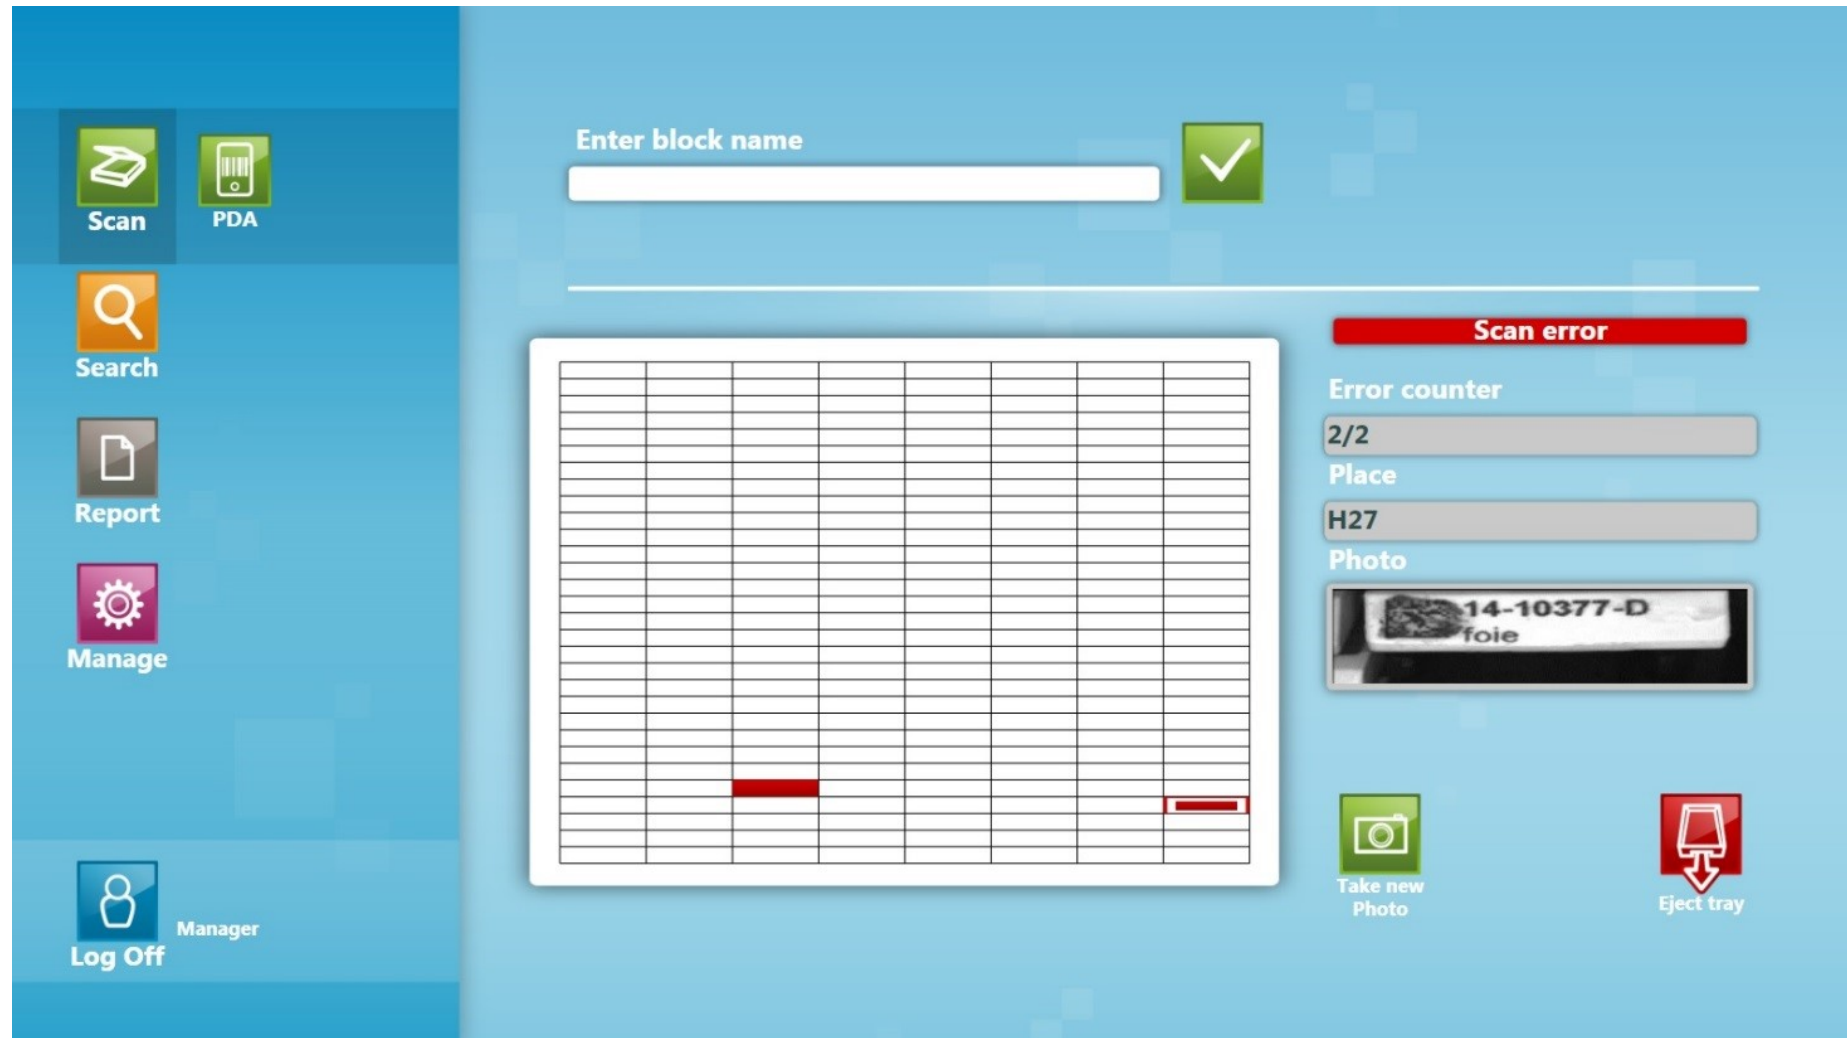 Enter block name
Scan
PDA
Search
Report
Manage
Log Off
Manager
Scan error
Error counter
2/2
Place
H27
Photo
14-10377-D
foie
Take new
Photo
Eject tray